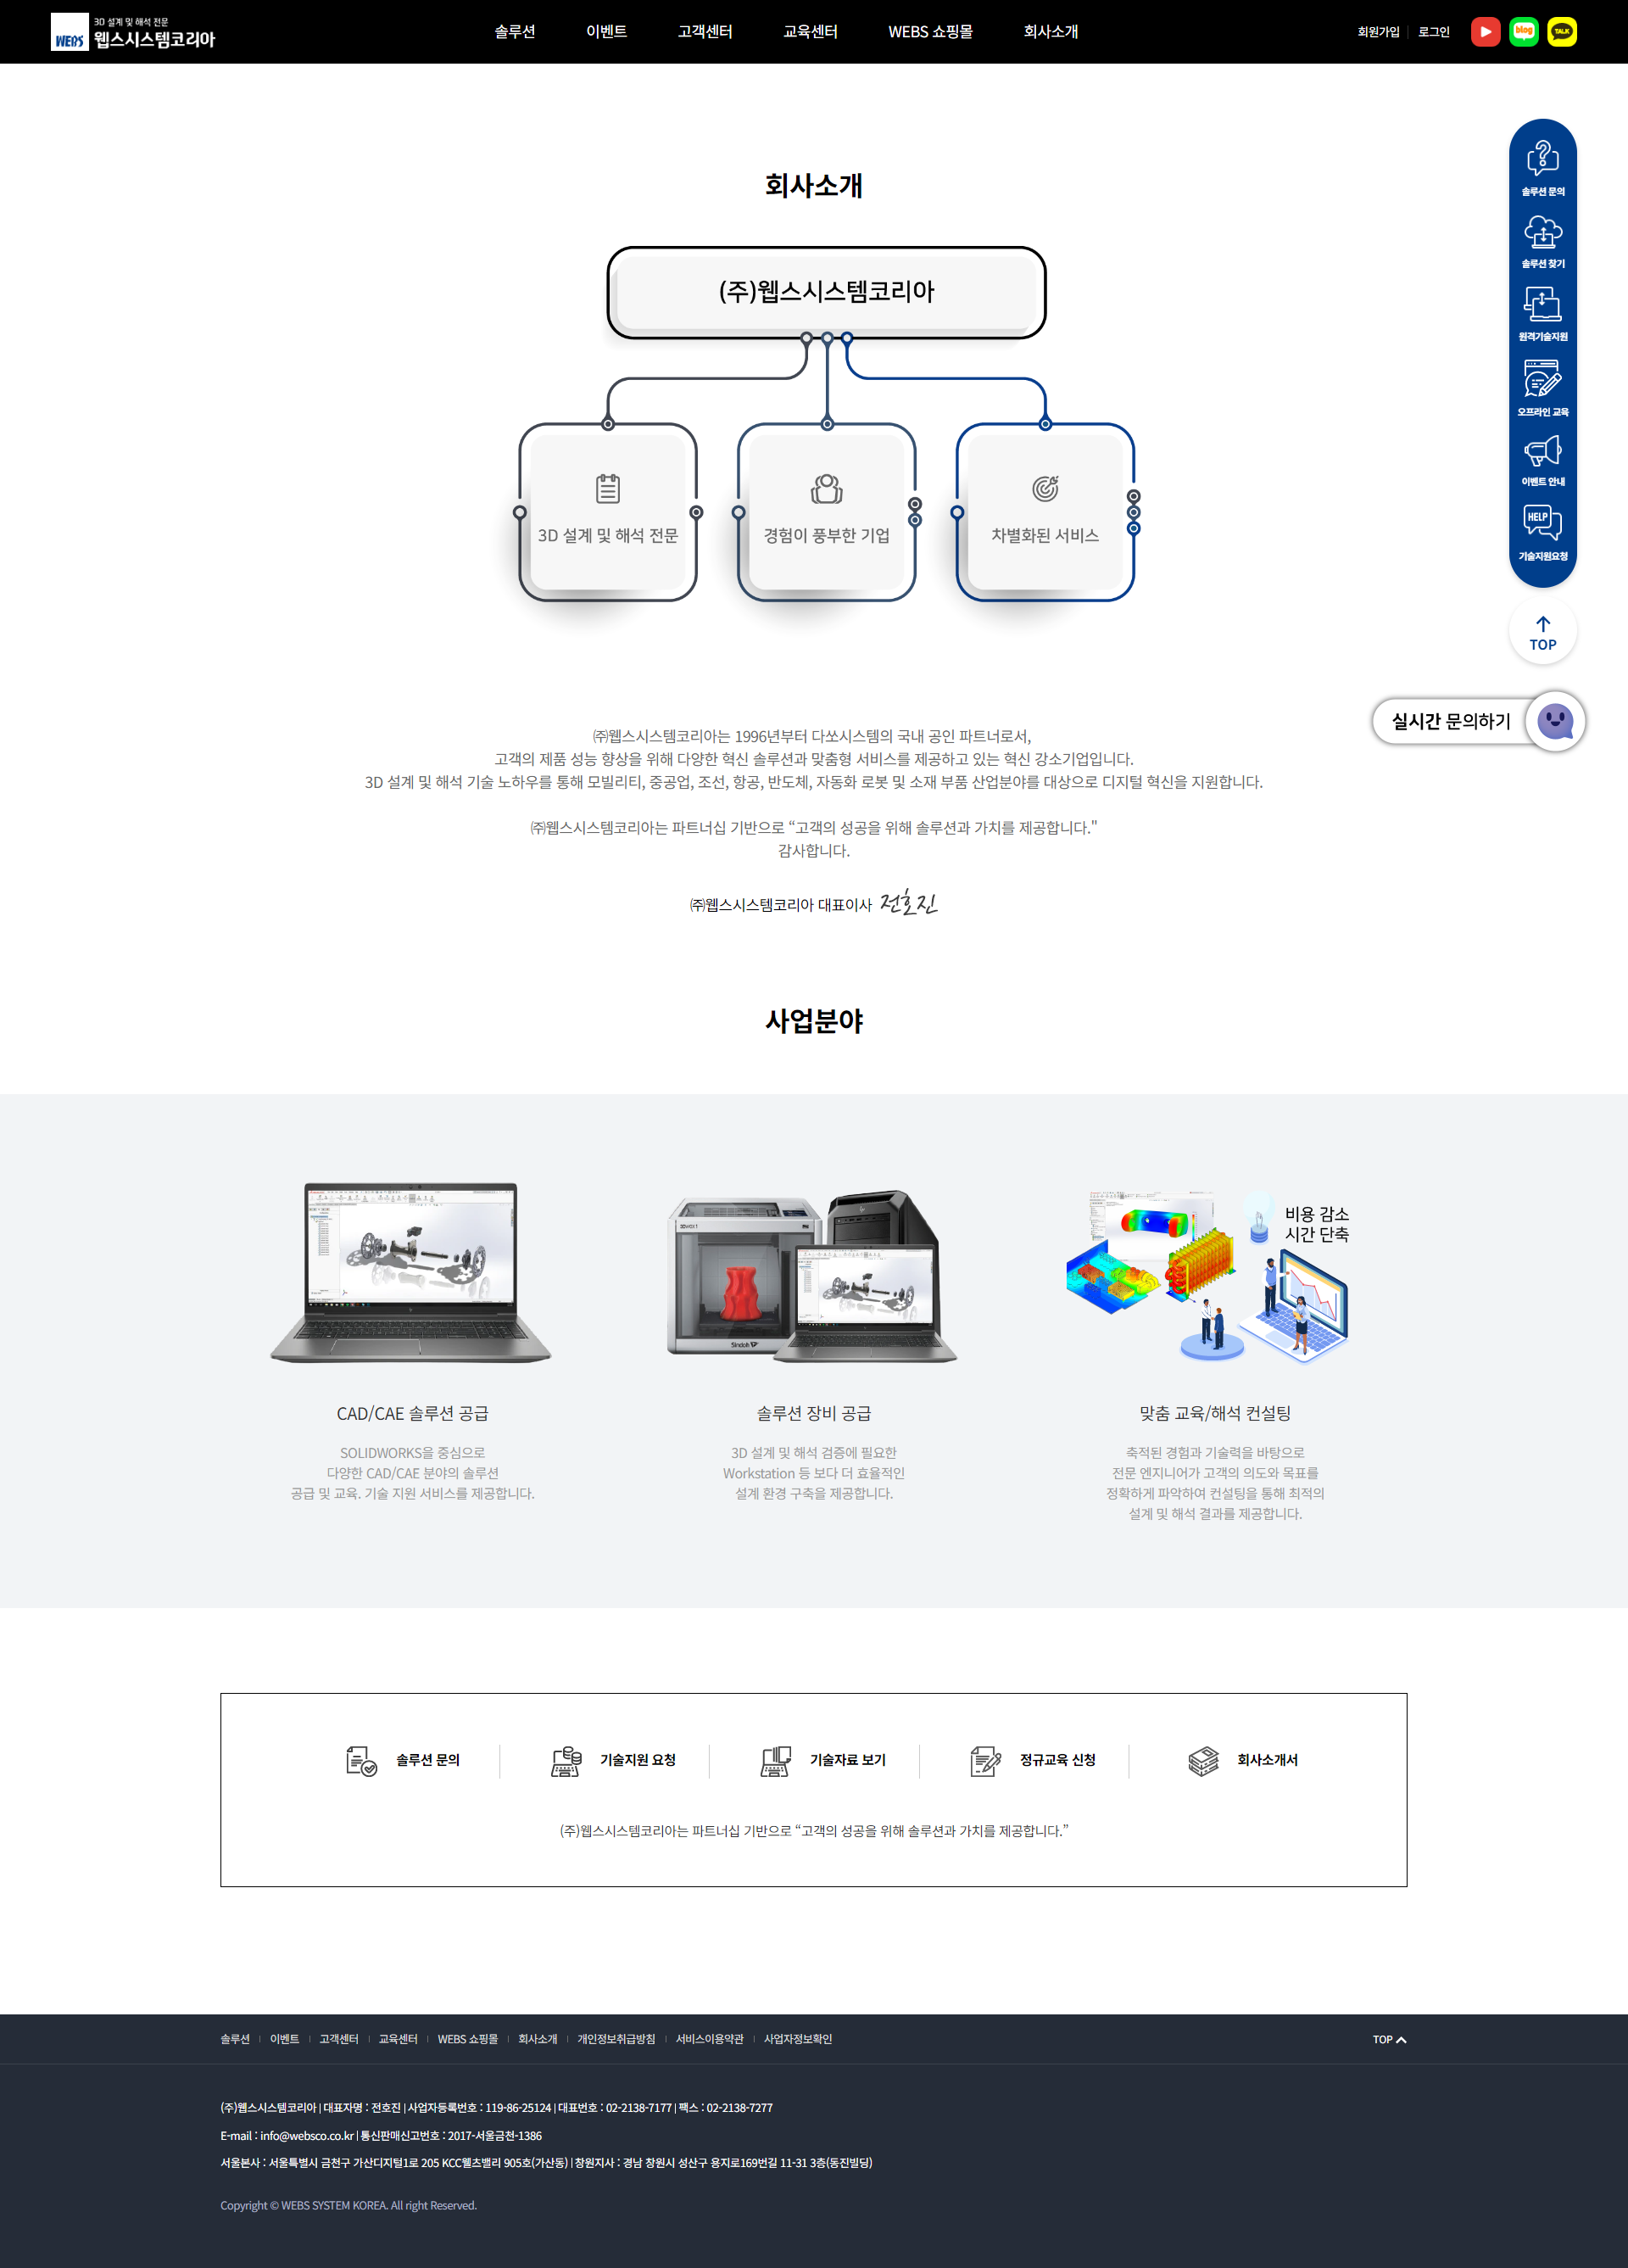 WEBS
3D 설계 및 해석 전문
웹스시스템코리아
솔루션
이벤트
고객센터
교육센터
WEBS 쇼핑몰
회사소개
회원가입
로그인
blog
TALK
회사소개
(주)웹스시스템코리아
3D 설계 및 해석 전문
경험이 풍부한 기업
차별화된 서비스
솔루션 문의
솔루션 찾기
원격기술지원
오프라인 교육
이벤트 안내
HELP
기술지원요청
TOP
실시간 문의하기
㈜웹스시스템코리아는 1996년부터 다쏘시스템의 국내 공인 파트너로서,
고객의 제품 성능 향상을 위해 다양한 혁신 솔루션과 맞춤형 서비스를 제공하고 있는 혁신 강소기업입니다.
3D 설계 및 해석 기술 노하우를 통해 모빌리티, 중공업, 조선, 항공, 반도체, 자동화 로봇 및 소재 부품 산업분야를 대상으로 디지털 혁신을 지원합니다.
㈜웹스시스템코리아는 파트너십 기반으로 “고객의 성공을 위해 솔루션과 가치를 제공합니다."
감사합니다.
㈜웹스시스템코리아 대표이사 전호진
사업분야
Sindoh
비용 감소
시간 단축
CAD/CAE 솔루션 공급
SOLIDWORKS을 중심으로
다양한 CAD/CAE 분야의 솔루션
공급 및 교육. 기술 지원 서비스를 제공합니다.
솔루션 장비 공급
3D 설계 및 해석 검증에 필요한
Workstation 등 보다 더 효율적인
설계 환경 구축을 제공합니다.
맞춤 교육/해석 컨설팅
축적된 경험과 기술력을 바탕으로
전문 엔지니어가 고객의 의도와 목표를
정확하게 파악하여 컨설팅을 통해 최적의
설계 및 해석 결과를 제공합니다.
솔루션 문의
기술지원 요청
기술자료 보기
정규교육 신청
회사소개서
(주)웹스시스템코리아는 파트너십 기반으로 “고객의 성공을 위해 솔루션과 가치를 제공합니다.”
솔루션 | 이벤트 | 고객센터 | 교육센터 | WEBS 쇼핑몰 | 회사소개 | 개인정보취급방침 | 서비스이용약관 | 사업자정보확인
TOP
(주)웹스시스템코리아 | 대표자명 : 전호진 | 사업자등록번호 : 119-86-25124 | 대표번호 : 02-2138-7177 | 팩스 : 02-2138-7277
E-mail : info@websco.co.kr | 통신판매신고번호 : 2017-서울금천-1386
서울본사 : 서울특별시 금천구 가산디지털1로 205 KCC웰츠밸리 905호(가산동) | 창원지사 : 경남 창원시 성산구 용지로169번길 11-31 3층(동진빌딩)
Copyright © WEBS SYSTEM KOREA. All right Reserved.